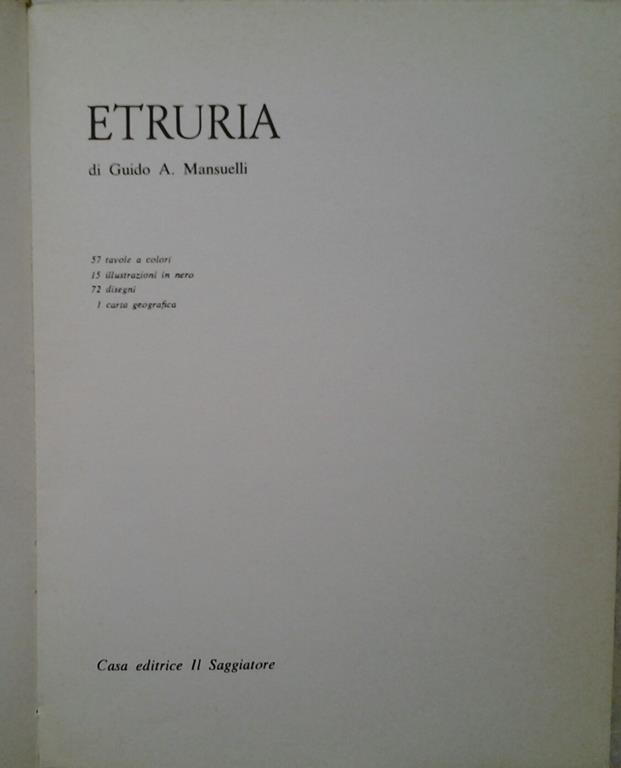 ETRURIA
di Guido A. Mansuelli
57 tavole a colori
15 illustrazioni in nero
72 disegni
1 carta geografica
Casa editrice Il Saggiatore